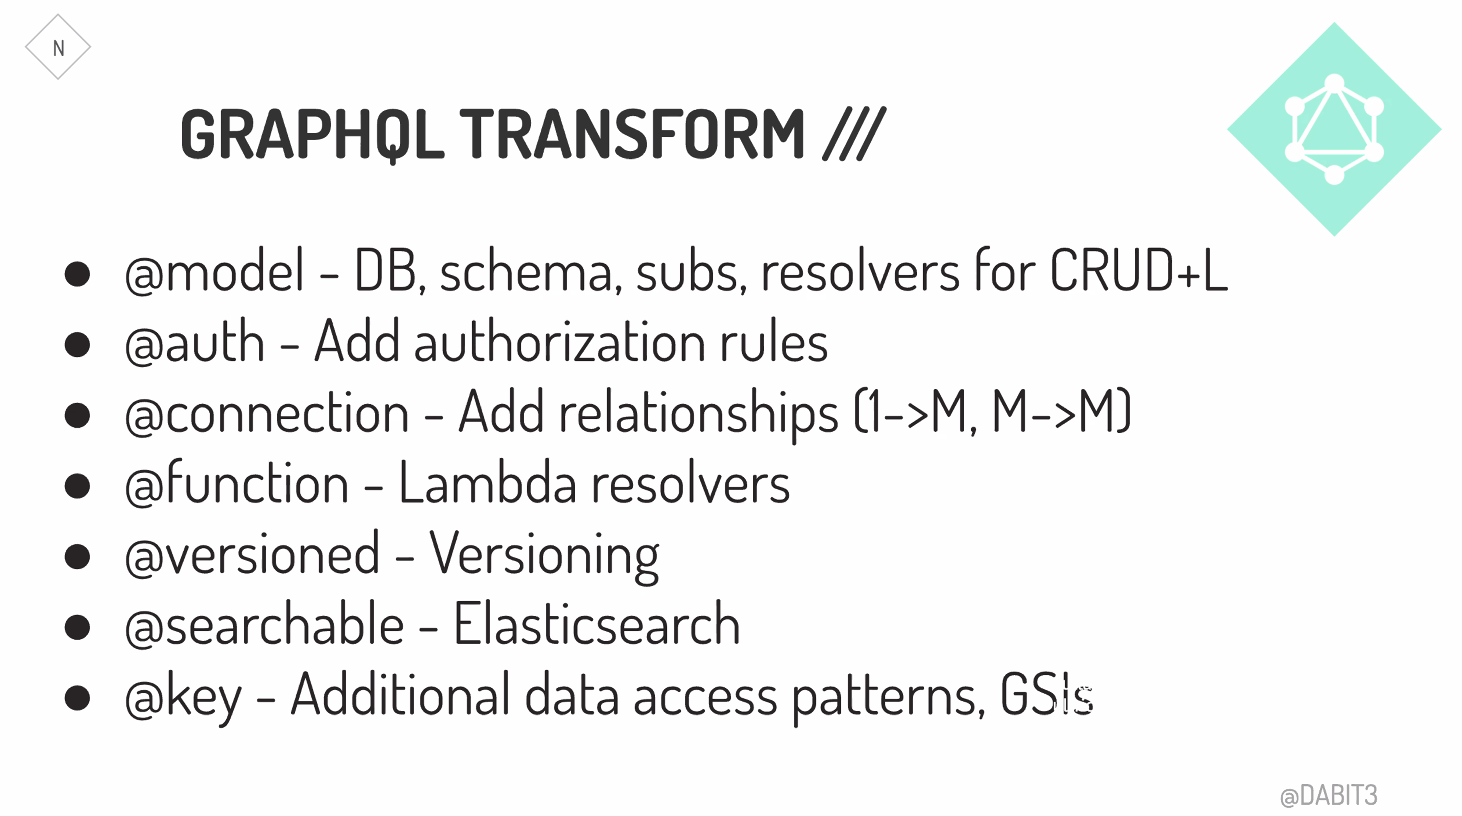 N
GRAPHQL TRANSFORM ///
● @model - DB, schema, subs, resolvers for CRUD+L
● @auth - Add authorization rules
● @connection - Add relationships (1->M, M->M)
● @function - Lambda resolvers
● @versioned - Versioning
● @searchable - Elasticsearch
● @key - Additional data access patterns, GSIs
@DABIT3